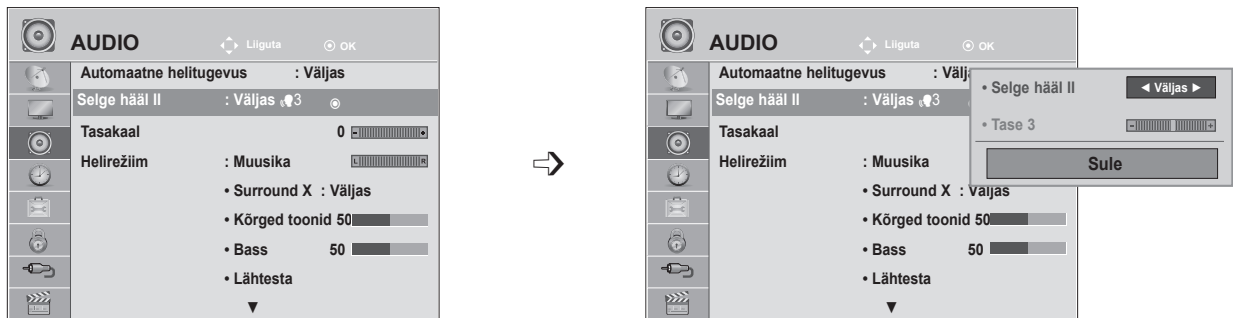 AUDIO Liiguta OK
Automaatne helitugevus : Väljas
Selge hääl II : Väljas 3
Tasakaal 0 - +
Helirežiim : Muusika L R
• Surround X : Väljas
• Kõrged toonid 50
• Bass 50
• Lähtesta
▼
AUDIO Liiguta OK
Automaatne helitugevus : Välj
Selge hääl II : Väljas 3
Tasakaal
Helirežiim : Muusika
• Surround X : Väljas
• Kõrged toonid 50
• Bass 50
• Lähtesta
▼
• Selge hääl II ◄ Väljas ►
• Tase 3 - +
Sule